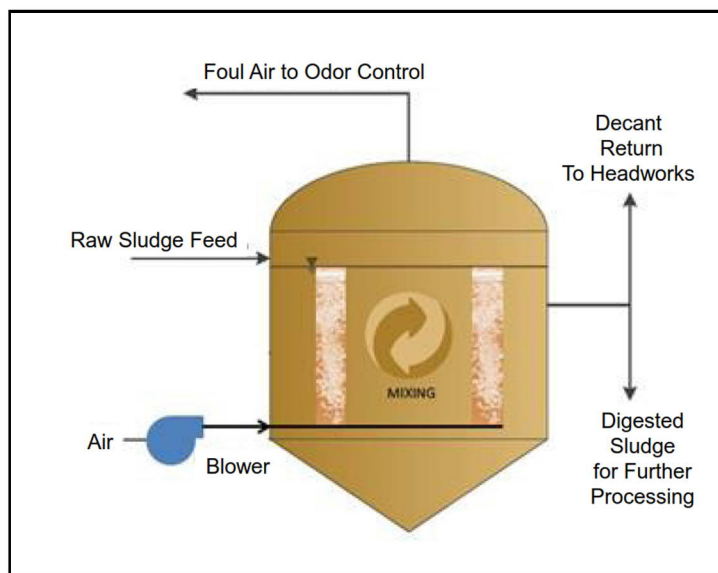 Foul Air to Odor Control
Decant
Return
To Headworks
Raw Sludge Feed
MIXING
Air
Blower
Digested
Sludge
for Further
Processing